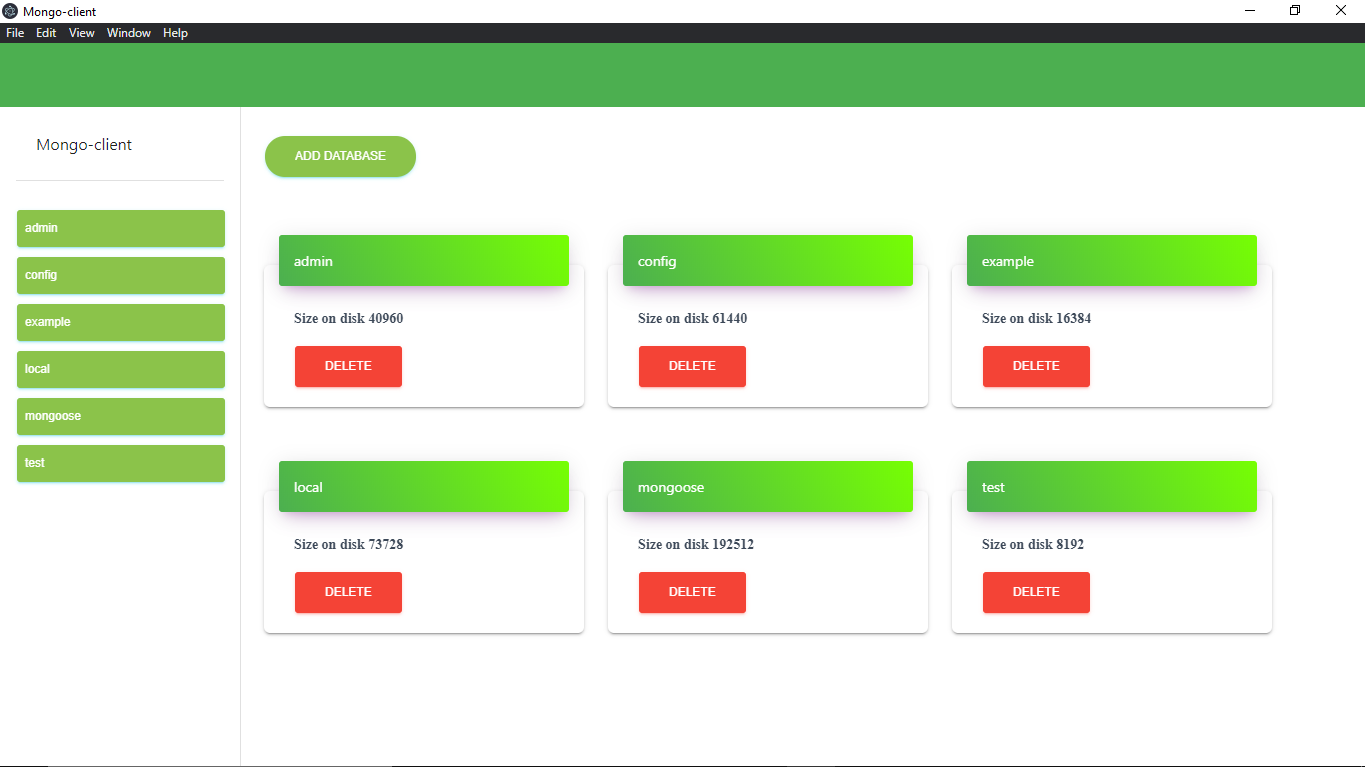 Mongo-client
File Edit View Window Help
Mongo-client
admin
config
example
local
mongoose
test
ADD DATABASE
admin
Size on disk 40960
DELETE
config
Size on disk 61440
DELETE
example
Size on disk 16384
DELETE
local
Size on disk 73728
DELETE
mongoose
Size on disk 192512
DELETE
test
Size on disk 8192
DELETE